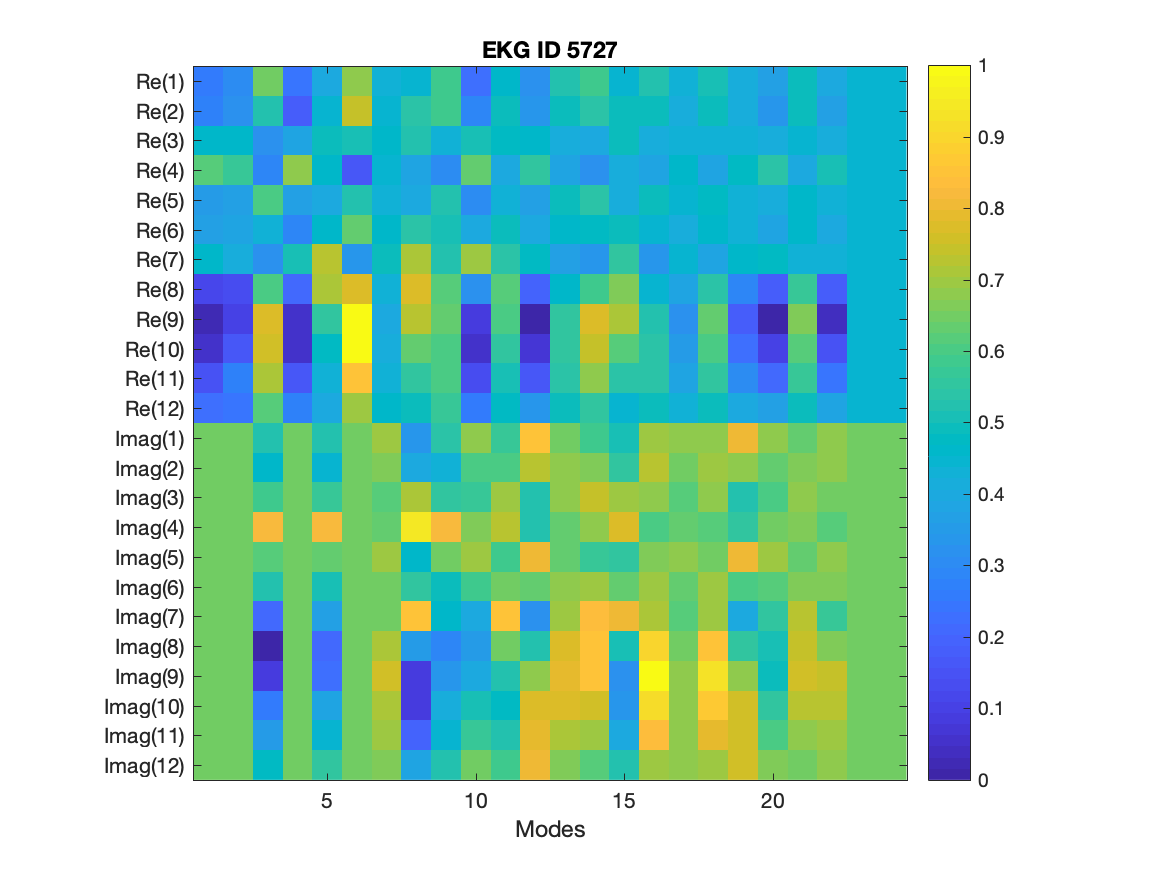 EKG ID 5727
Re(1)
Re(2)
Re(3)
Re(4)
Re(5)
Re(6)
Re(7)
Re(8)
Re(9)
Re(10)
Re(11)
Re(12)
Imag(1)
Imag(2)
Imag(3)
Imag(4)
Imag(5)
Imag(6)
Imag(7)
Imag(8)
Imag(9)
Imag(10)
Imag(11)
Imag(12)
5 10 15 20
Modes
1
0.9
0.8
0.7
0.6
0.5
0.4
0.3
0.2
0.1
0